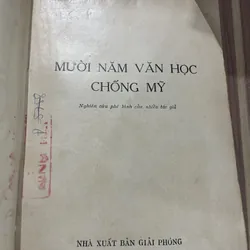 MƯỜI NĂM VĂN HỌC
CHỐNG MỸ
Nghiên cứu phê bình của nhiều tác giả
NHÀ XUẤT BẢN GIẢI PHÓNG